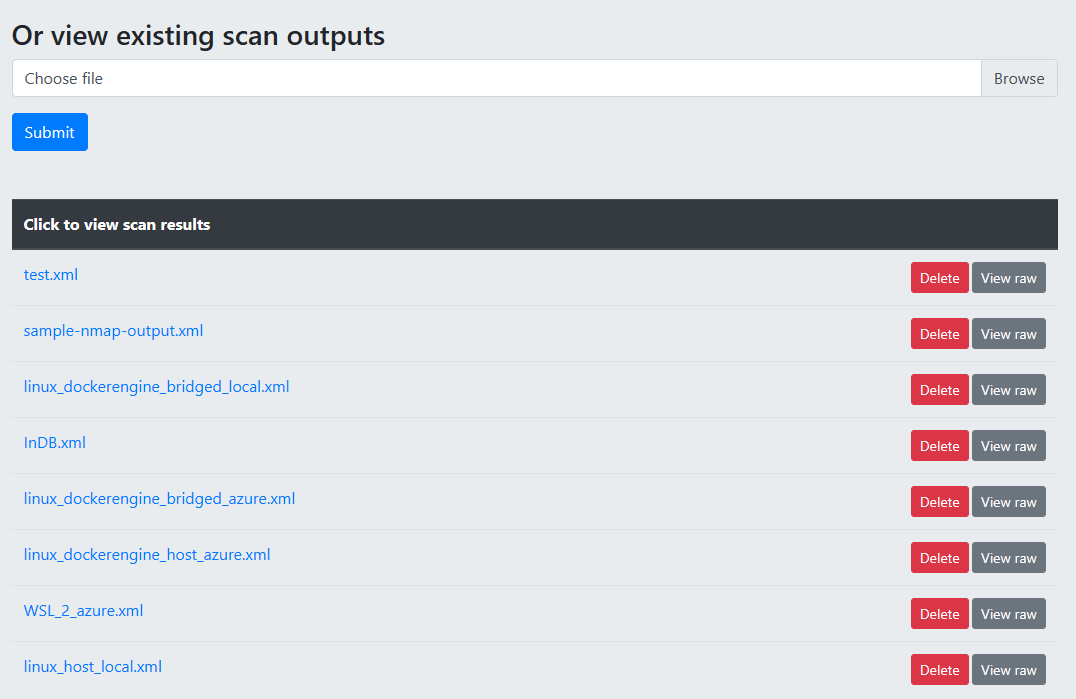 Or view existing scan outputs
Choose file Browse
Submit
Click to view scan results
test.xml Delete View raw
sample-nmap-output.xml Delete View raw
linux_dockerengine_bridged_local.xml Delete View raw
InDB.xml Delete View raw
linux_dockerengine_bridged_azure.xml Delete View raw
linux_dockerengine_host_azure.xml Delete View raw
WSL_2_azure.xml Delete View raw
linux_host_local.xml Delete View raw